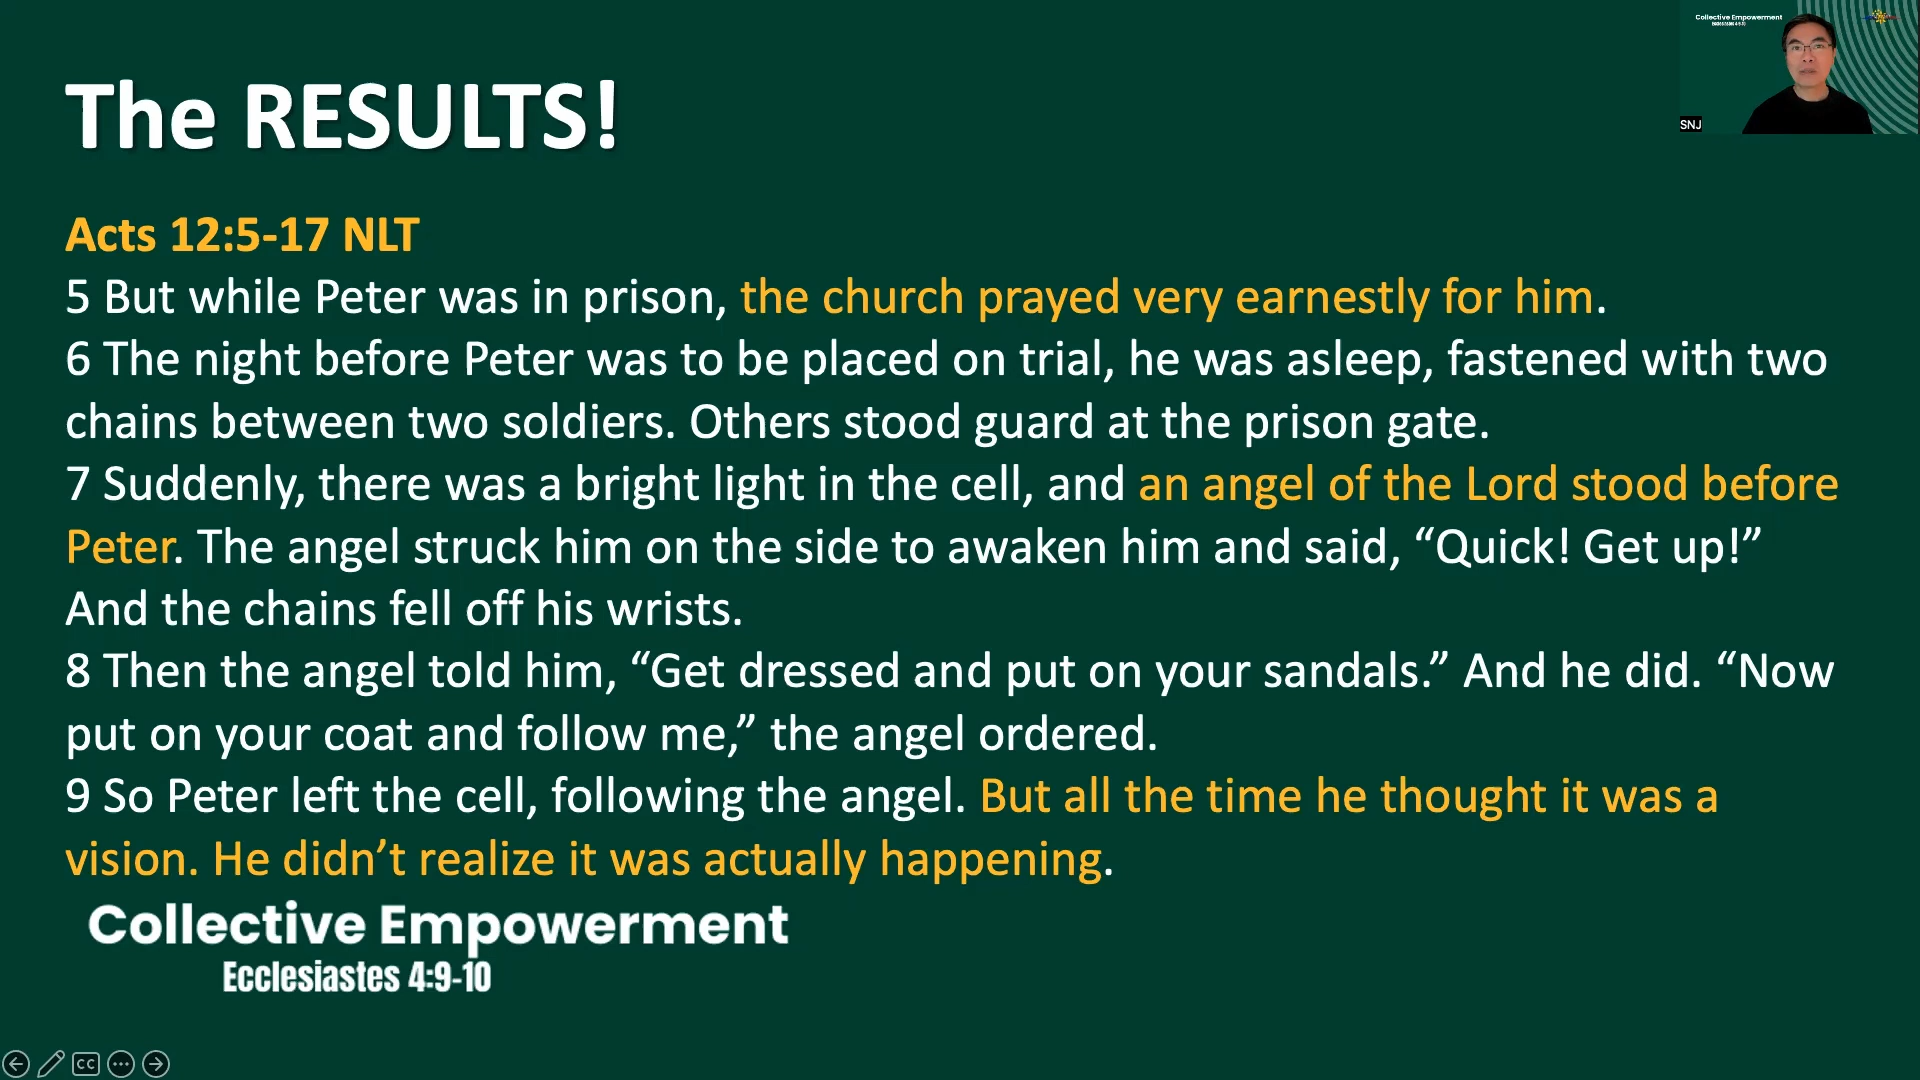 Collective Empowerment
SNJ
The RESULTS!
Acts 12:5-17 NLT
5 But while Peter was in prison, the church prayed very earnestly for him.
6 The night before Peter was to be placed on trial, he was asleep, fastened with two
chains between two soldiers. Others stood guard at the prison gate.
7 Suddenly, there was a bright light in the cell, and an angel of the Lord stood before
Peter. The angel struck him on the side to awaken him and said, “Quick! Get up!”
And the chains fell off his wrists.
8 Then the angel told him, “Get dressed and put on your sandals.” And he did. “Now
put on your coat and follow me,” the angel ordered.
9 So Peter left the cell, following the angel. But all the time he thought it was a
vision. He didn’t realize it was actually happening.
Collective Empowerment
Ecclesiastes 4:9-10
CC